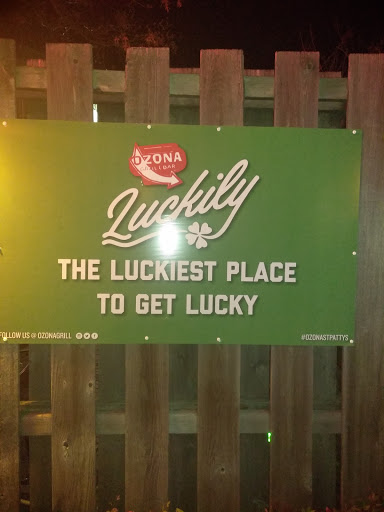 OZONA
GRILL & BAR
Luckily
THE LUCKIEST PLACE
TO GET LUCKY
FOLLOW US @ OZONAGRILL
#OZONASTPATTYS